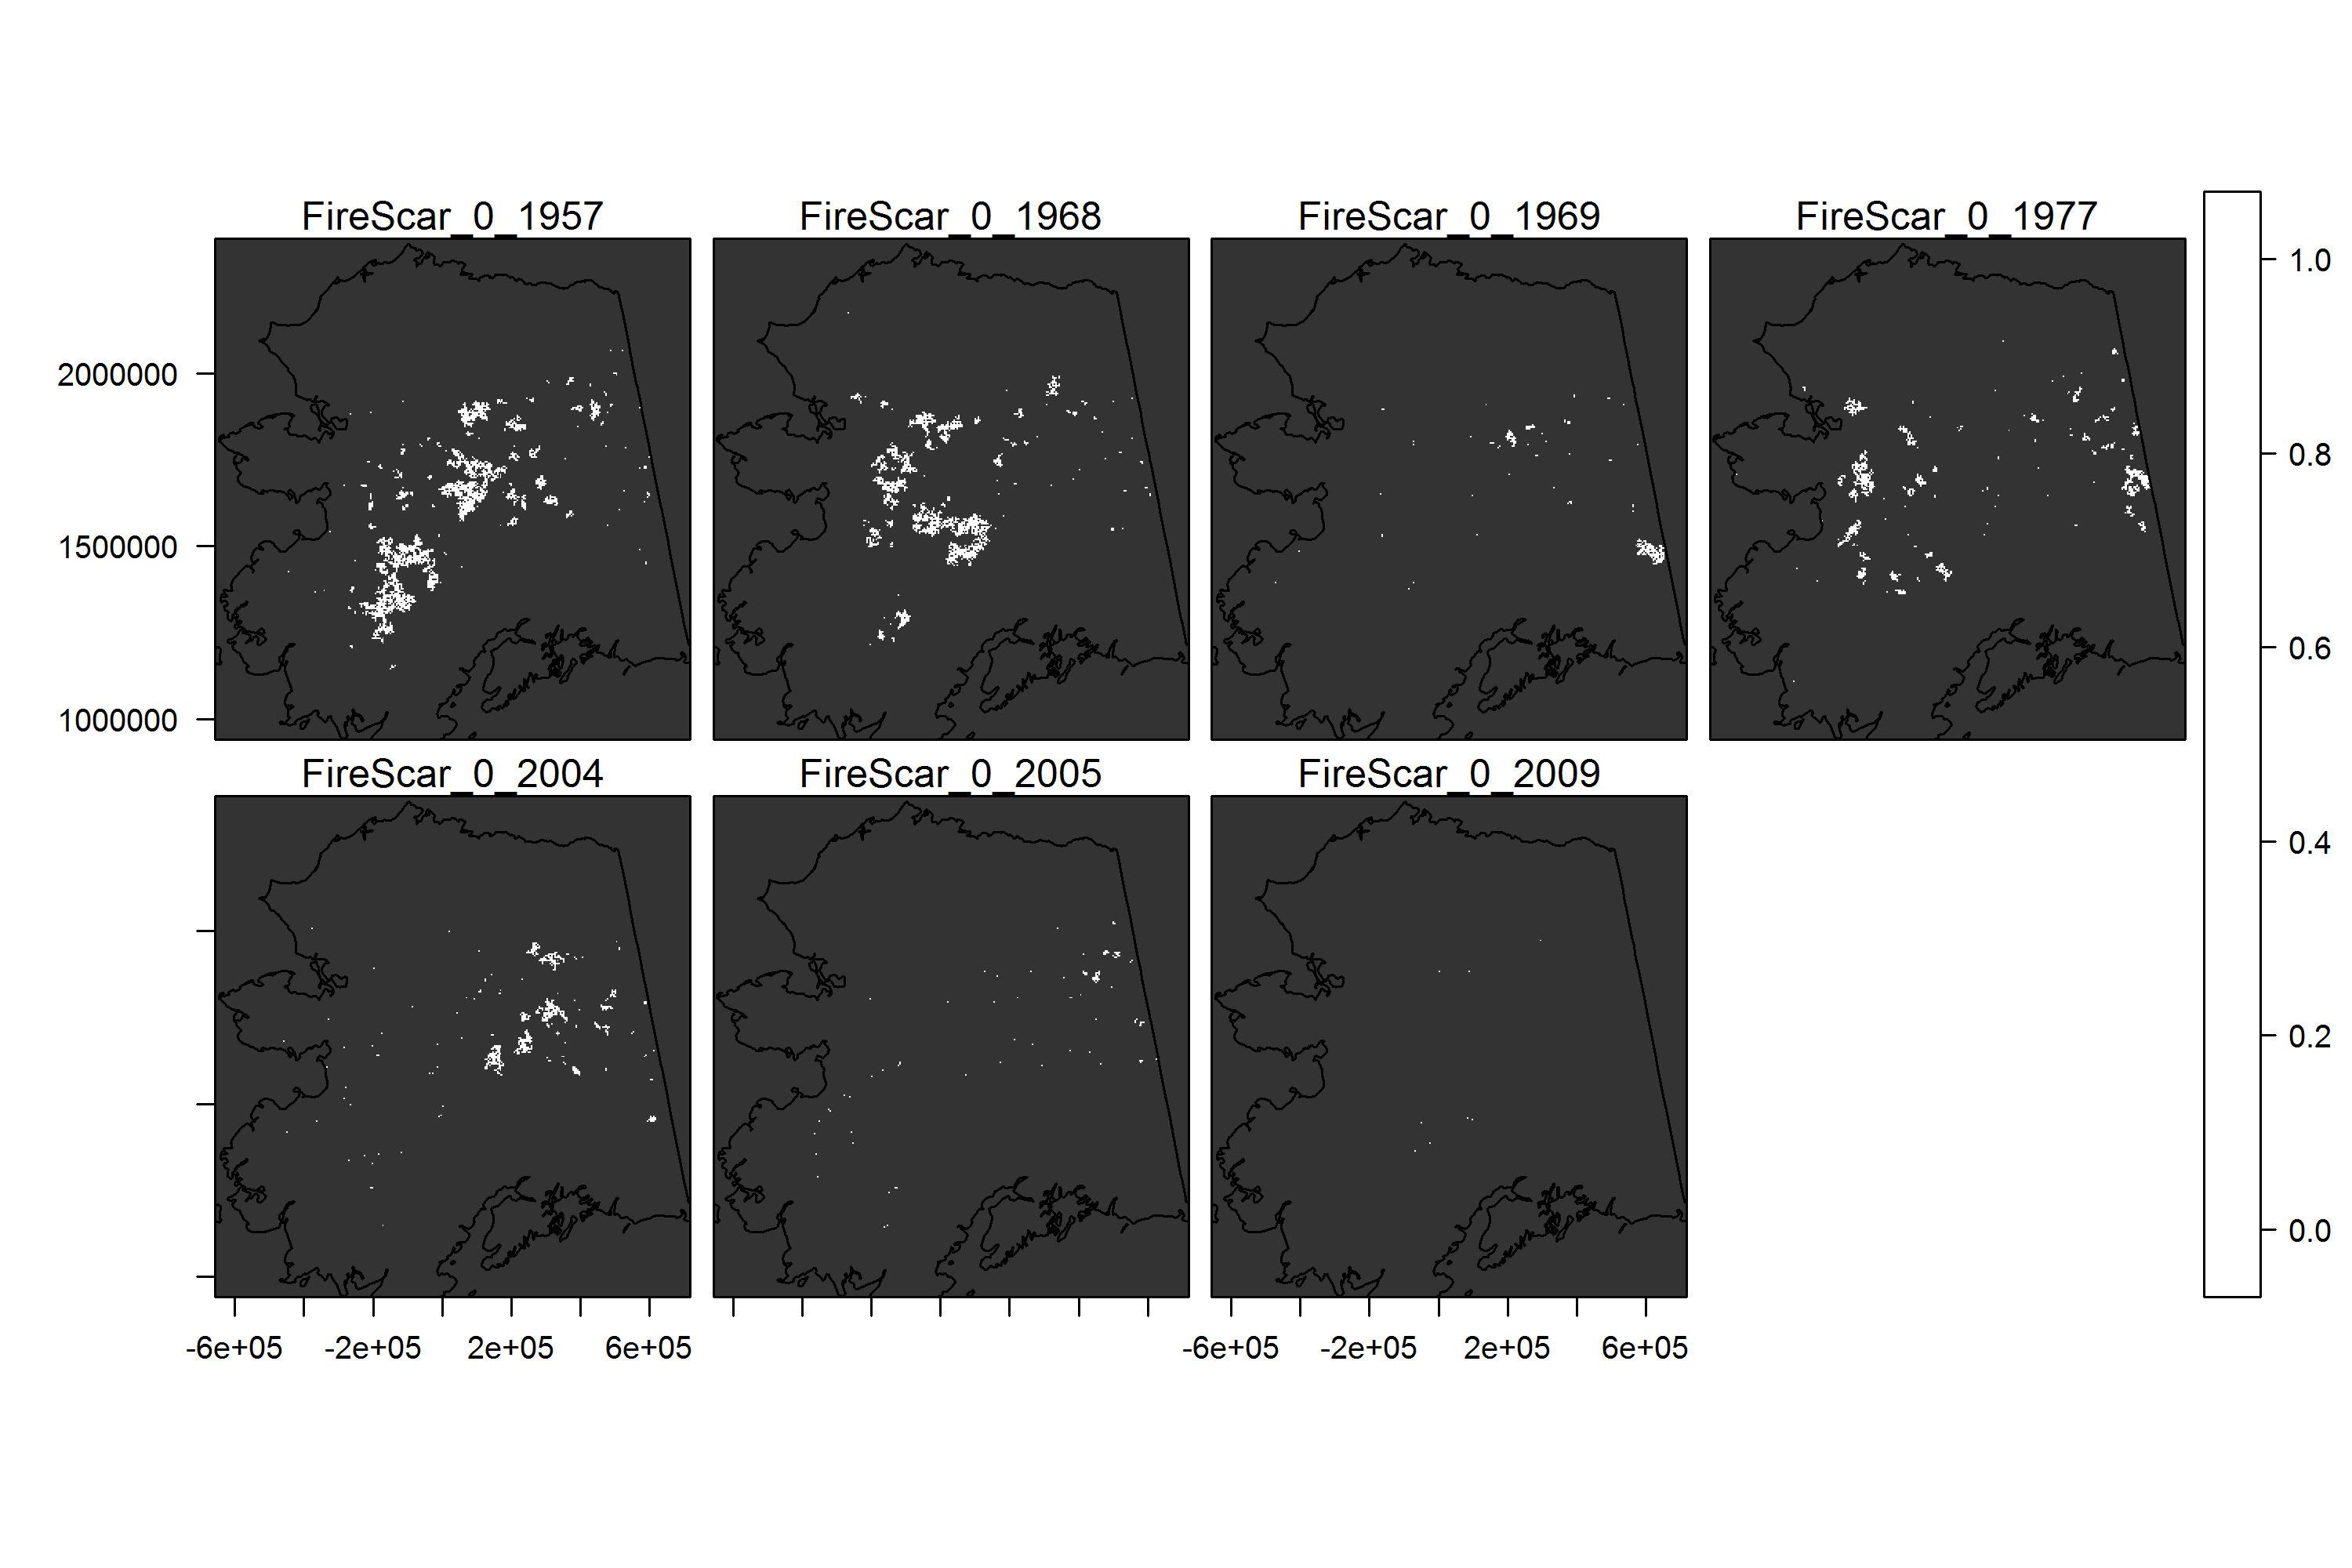 FireScar_0_1957
FireScar_0_1968
FireScar_0_1969
FireScar_0_1977
2000000
1500000
1000000
FireScar_0_2004
FireScar_0_2005
FireScar_0_2009
-6e+05
-2e+05
2e+05
6e+05
-6e+05
-2e+05
2e+05
6e+05
1.0
0.8
0.6
0.4
0.2
0.0